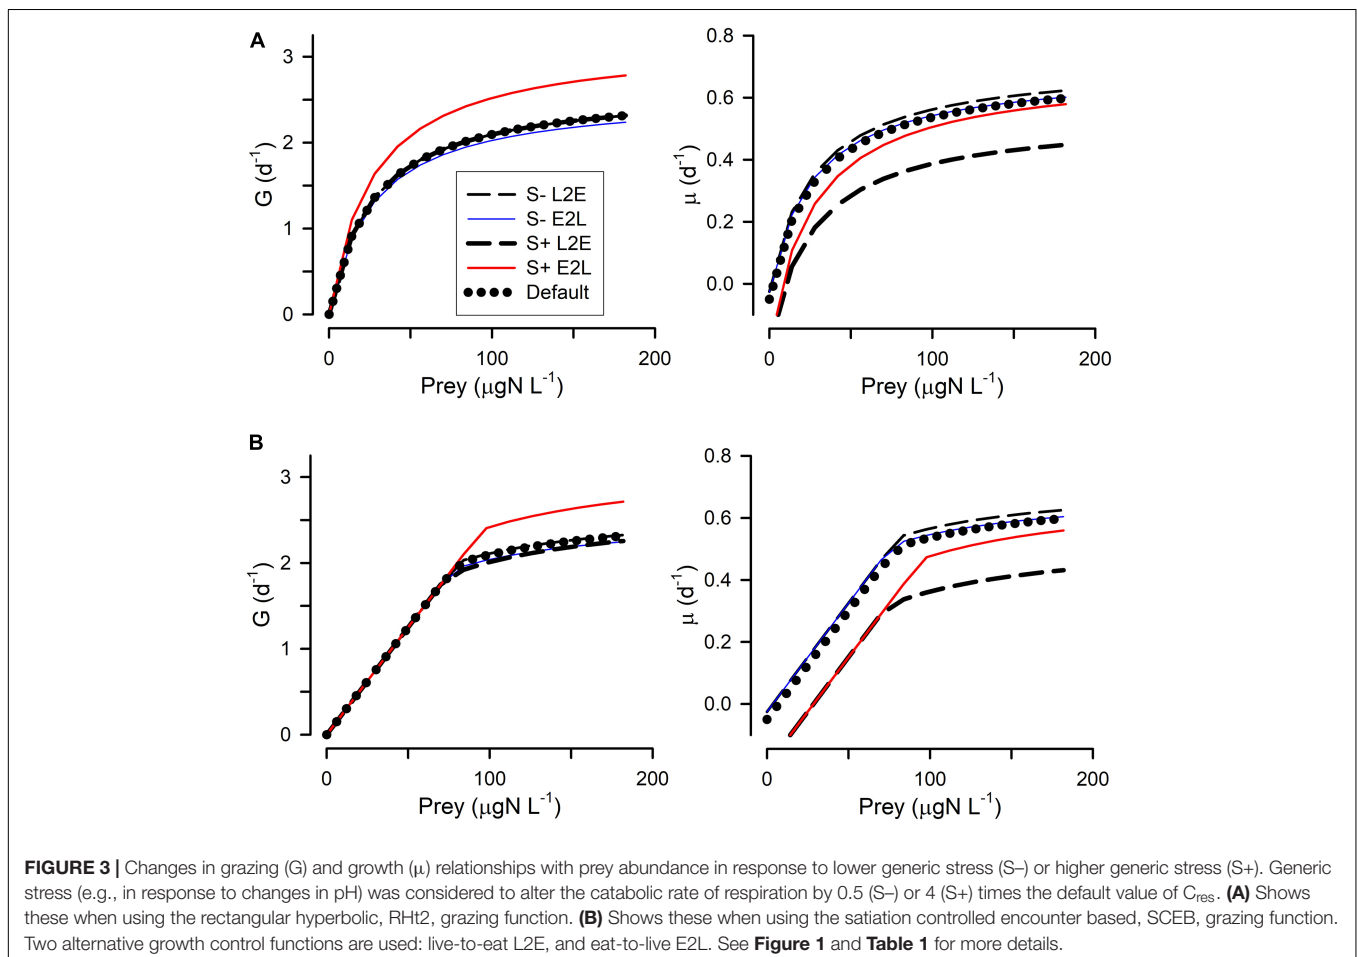 A
3
2
1
0
G (d-1)
0 100 200
Prey (μgN L-1)
S- L2E
S- E2L
S+ L2E
S+ E2L
Default
0.8
0.6
0.4
0.2
0.0
μ (d-1)
0 100 200
Prey (μgN L-1)
B
3
2
1
0
G (d-1)
0 100 200
Prey (μgN L-1)
0.8
0.6
0.4
0.2
0.0
μ (d-1)
0 100 200
Prey (μgN L-1)
FIGURE 3 | Changes in grazing (G) and growth (μ) relationships with prey abundance in response to lower generic stress (S–) or higher generic stress (S+). Generic
stress (e.g., in response to changes in pH) was considered to alter the catabolic rate of respiration by 0.5 (S–) or 4 (S+) times the default value of Cres. (A) Shows
these when using the rectangular hyperbolic, RHt2, grazing function. (B) Shows these when using the satiation controlled encounter based, SCEB, grazing function.
Two alternative growth control functions are used: live-to-eat L2E, and eat-to-live E2L. See Figure 1 and Table 1 for more details.